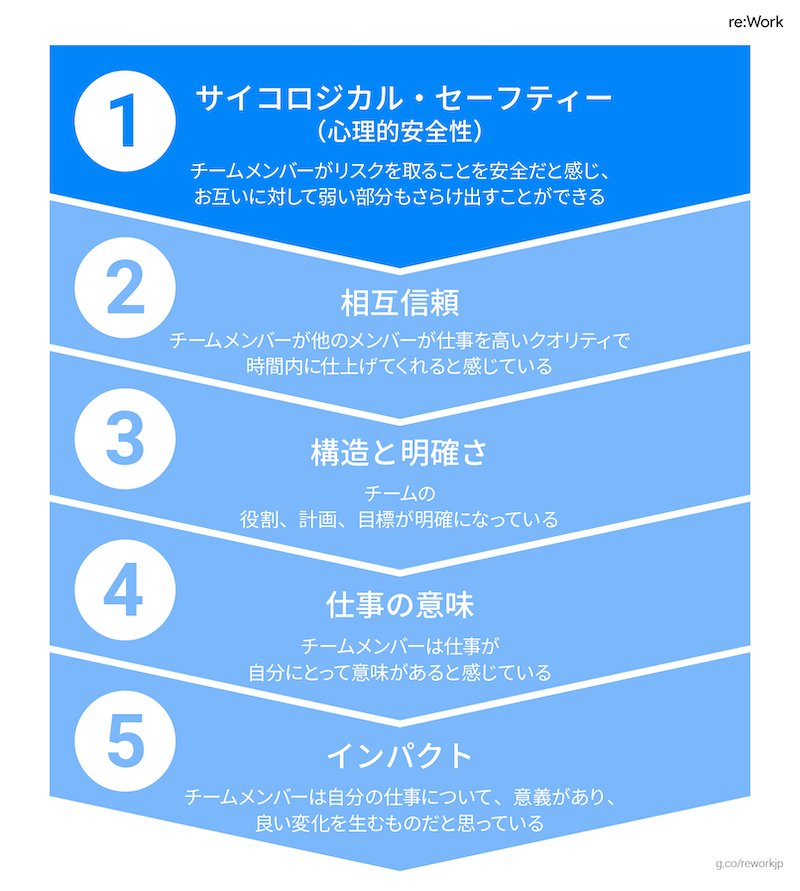 re:Work
1
サイコロジカル・セーフティー
（心理的安全性）
チームメンバーがリスクを取ることを安全だと感じ、
お互いに対して弱い部分もさらけ出すことができる
2
相互信頼
チームメンバーが他のメンバーが仕事を高いクオリティで
時間内に仕上げてくれると感じている
3
構造と明確さ
チームの
役割、計画、目標が明確になっている
4
仕事の意味
チームメンバーは仕事が
自分にとって意味があると感じている
5
インパクト
チームメンバーは自分の仕事について、意義があり、
良い変化を生むものだと思っている
g.co/reworkjp